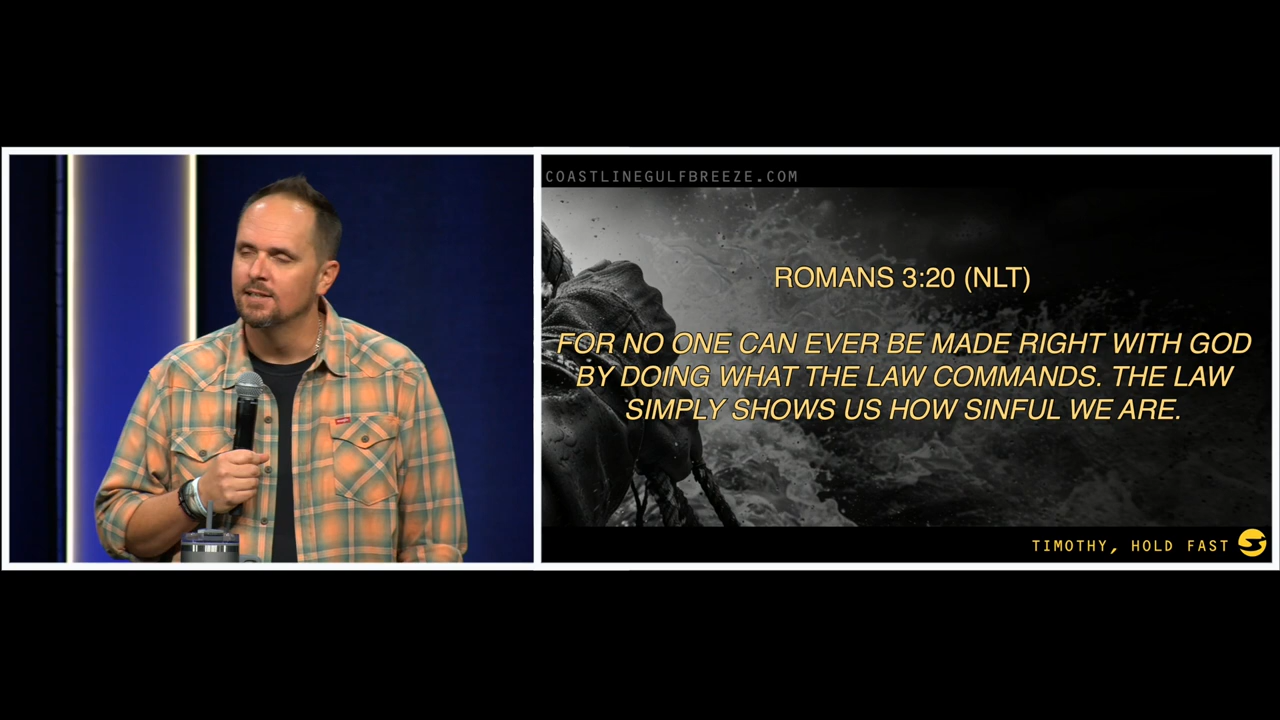 COASTLINEGULFBREEZE.COM
ROMANS 3:20 (NLT)
FOR NO ONE CAN EVER BE MADE RIGHT WITH GOD
BY DOING WHAT THE LAW COMMANDS. THE LAW
SIMPLY SHOWS US HOW SINFUL WE ARE.
TIMOTHY, HOLD FAST